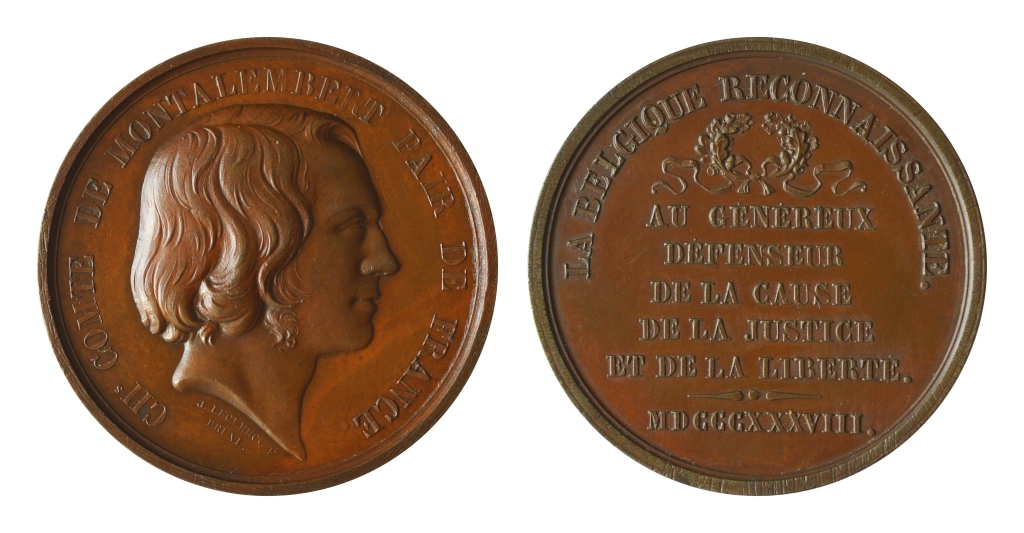 CHS COMTE DE MONTALEMBERT PAIR DE FRANCE.
LA BELGIQUE RECONNAISSANTE.
AU GÉNÉREUX
DÉFENSEUR
DE LA CAUSE
DE LA JUSTICE
ET DE LA LIBERTÉ.
MDCCCXXXVIII.